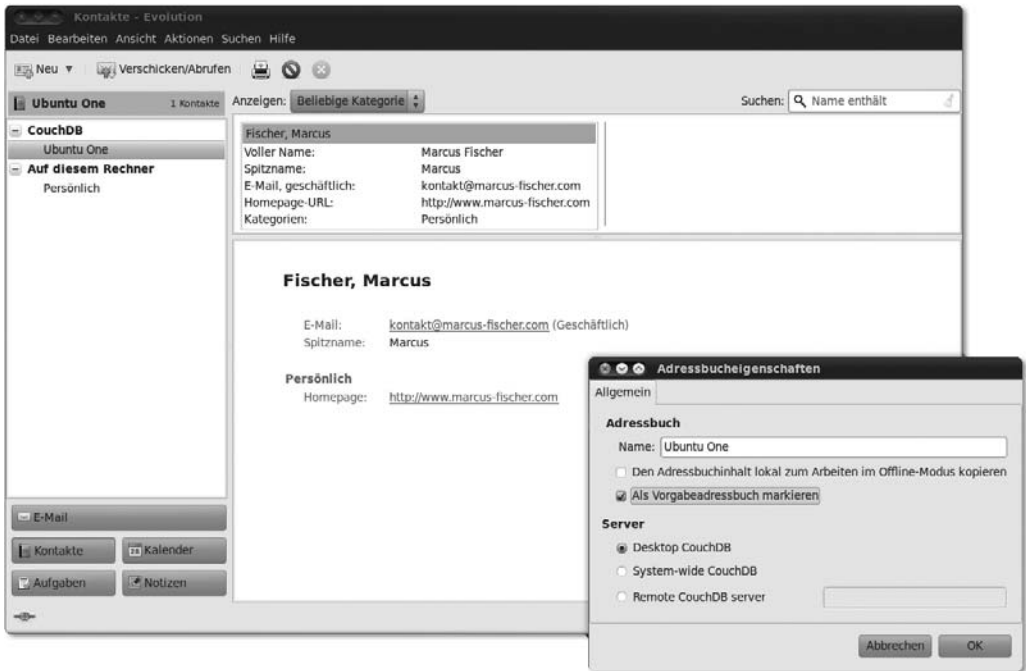 Kontakte - Evolution
Datei Bearbeiten Ansicht Aktionen Suchen Hilfe
Neu Verschicken/Abrufen
Ubuntu One 1 Kontakte
Anzeigen: Beliebige Kategorie Suchen: Name enthält
CouchDB
Ubuntu One
Auf diesem Rechner
Persönlich
Fischer, Marcus
Voller Name: Marcus Fischer
Spitzname: Marcus
E-Mail, geschäftlich: kontakt@marcus-fischer.com
Homepage-URL: http://www.marcus-fischer.com
Kategorien: Persönlich
Fischer, Marcus
E-Mail: kontakt@marcus-fischer.com (Geschäftlich)
Spitzname: Marcus
Persönlich
Homepage: http://www.marcus-fischer.com
E-Mail
Kontakte 28 Kalender
Aufgaben Notizen
Adressbucheigenschaften
Allgemein
Adressbuch
Name: Ubuntu One
Den Adressbuchinhalt lokal zum Arbeiten im Offline-Modus kopieren
Als Vorgabeadressbuch markieren
Server
Desktop CouchDB
System-wide CouchDB
Remote CouchDB server
Abbrechen OK